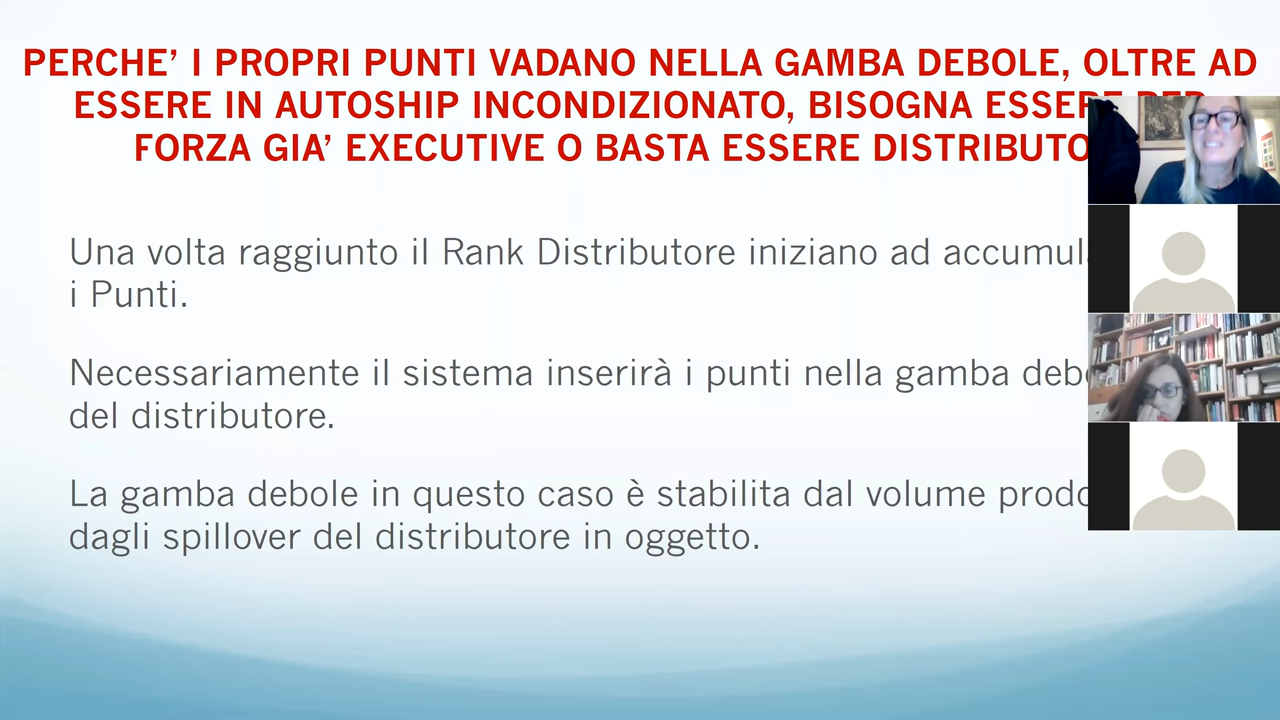 PERCHE’ I PROPRI PUNTI VADANO NELLA GAMBA DEBOLE, OLTRE AD
ESSERE IN AUTOSHIP INCONDIZIONATO, BISOGNA ESSERE PER
FORZA GIA’ EXECUTIVE O BASTA ESSERE
Una volta raggiunto il Rank Distributore iniziano ad
i Punti.
Necessariamente il sistema inserirà i punti nella gamba
del distributore.
La gamba debole in questo caso è stabilita dal volume
dagli spillover del distributore in oggetto.